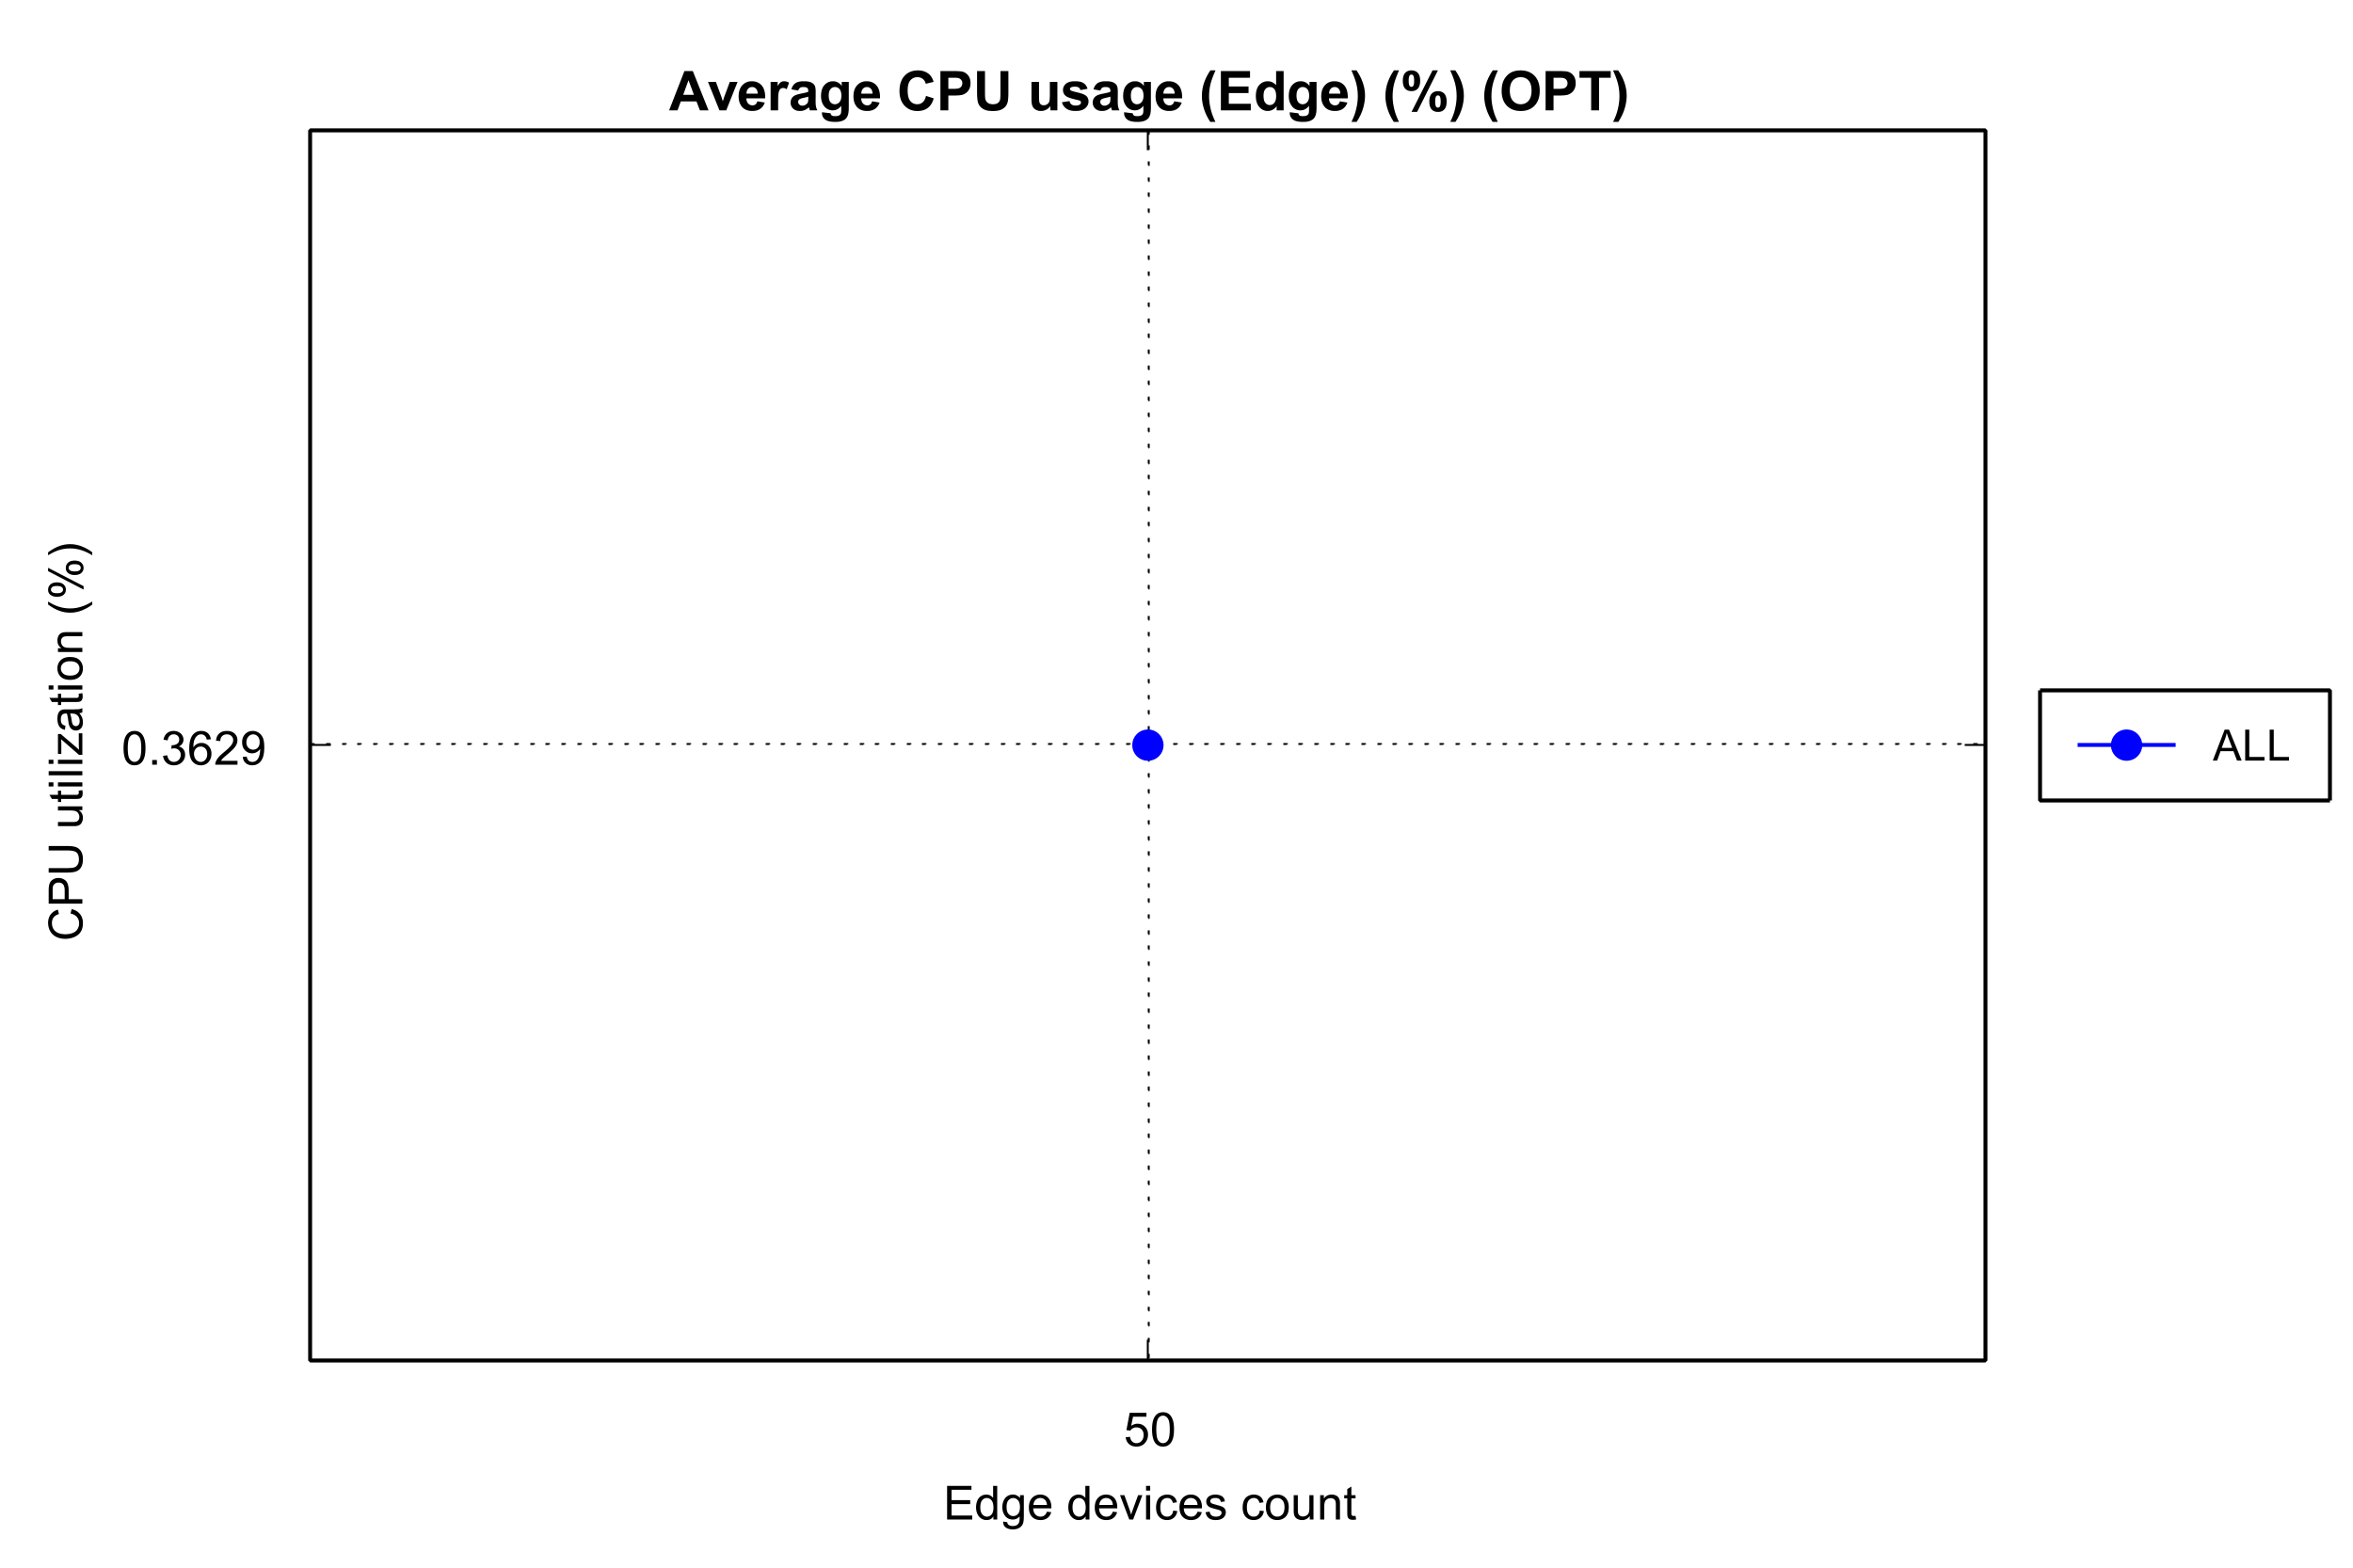 Average CPU usage (Edge) (%) (OPT)
CPU utilization (%)
0.3629
ALL
50
Edge devices count